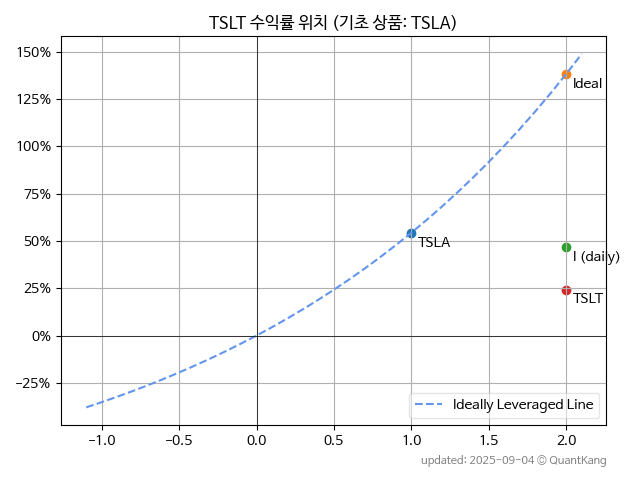 TSLT 수익률 위치 (기초 상품: TSLA)
150%
125%
100%
75%
50%
25%
0%
−25%
Ideal
TSLA
I (daily)
TSLT
Ideally Leveraged Line
−1.0 −0.5 0.0 0.5 1.0 1.5 2.0
updated: 2025-09-04 © QuantKang